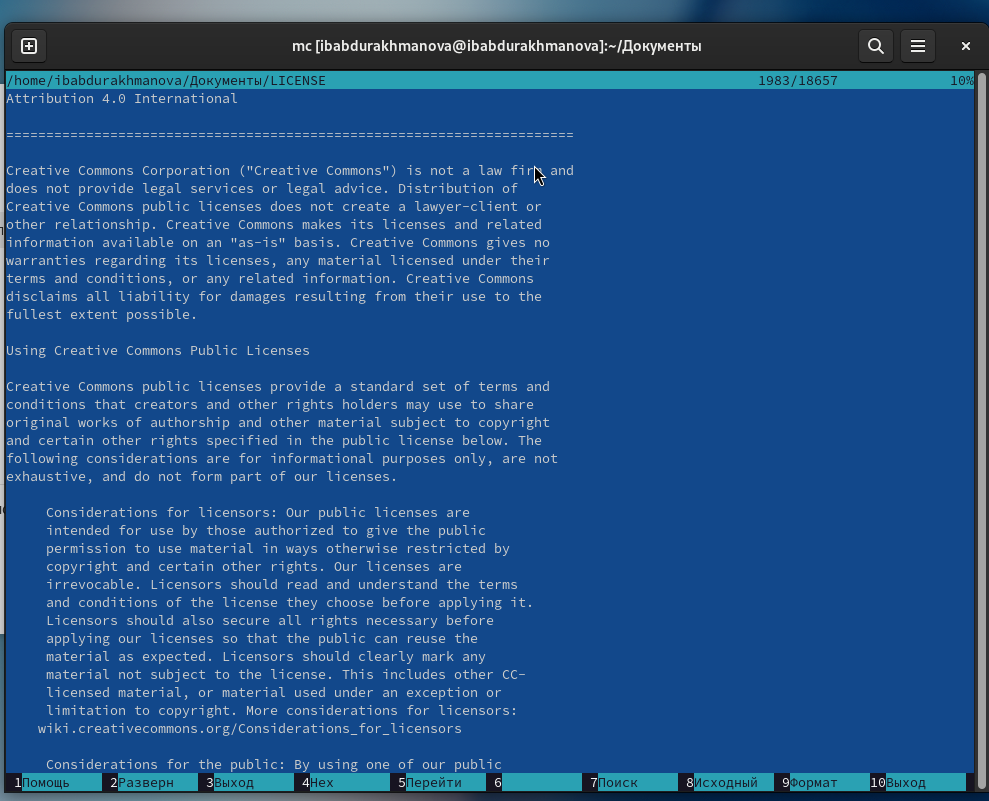 mc [ibabdurakhmanova@ibabdurakhmanova]:~/Документы
/home/ibabdurakhmanova/Документы/LICENSE 1983/18657 10%
Attribution 4.0 International
=======================================================================
Creative Commons Corporation ("Creative Commons") is not a law firm and
does not provide legal services or legal advice. Distribution of
Creative Commons public licenses does not create a lawyer-client or
other relationship. Creative Commons makes its licenses and related
information available on an "as-is" basis. Creative Commons gives no
warranties regarding its licenses, any material licensed under their
terms and conditions, or any related information. Creative Commons
disclaims all liability for damages resulting from their use to the
fullest extent possible.
Using Creative Commons Public Licenses
Creative Commons public licenses provide a standard set of terms and
conditions that creators and other rights holders may use to share
original works of authorship and other material subject to copyright
and certain other rights specified in the public license below. The
following considerations are for informational purposes only, are not
exhaustive, and do not form part of our licenses.
Considerations for licensors: Our public licenses are
intended for use by those authorized to give the public
permission to use material in ways otherwise restricted by
copyright and certain other rights. Our licenses are
irrevocable. Licensors should read and understand the terms
and conditions of the license they choose before applying it.
Licensors should also secure all rights necessary before
applying our licenses so that the public can reuse the
material as expected. Licensors should clearly mark any
material not subject to the license. This includes other CC-
licensed material, or material used under an exception or
limitation to copyright. More considerations for licensors:
wiki.creativecommons.org/Considerations_for_licensors
Considerations for the public: By using one of our public
1Помощь 2Разверн 3Выход 4Hex 5Перейти 6 7Поиск 8Исходный 9Формат 10Выход